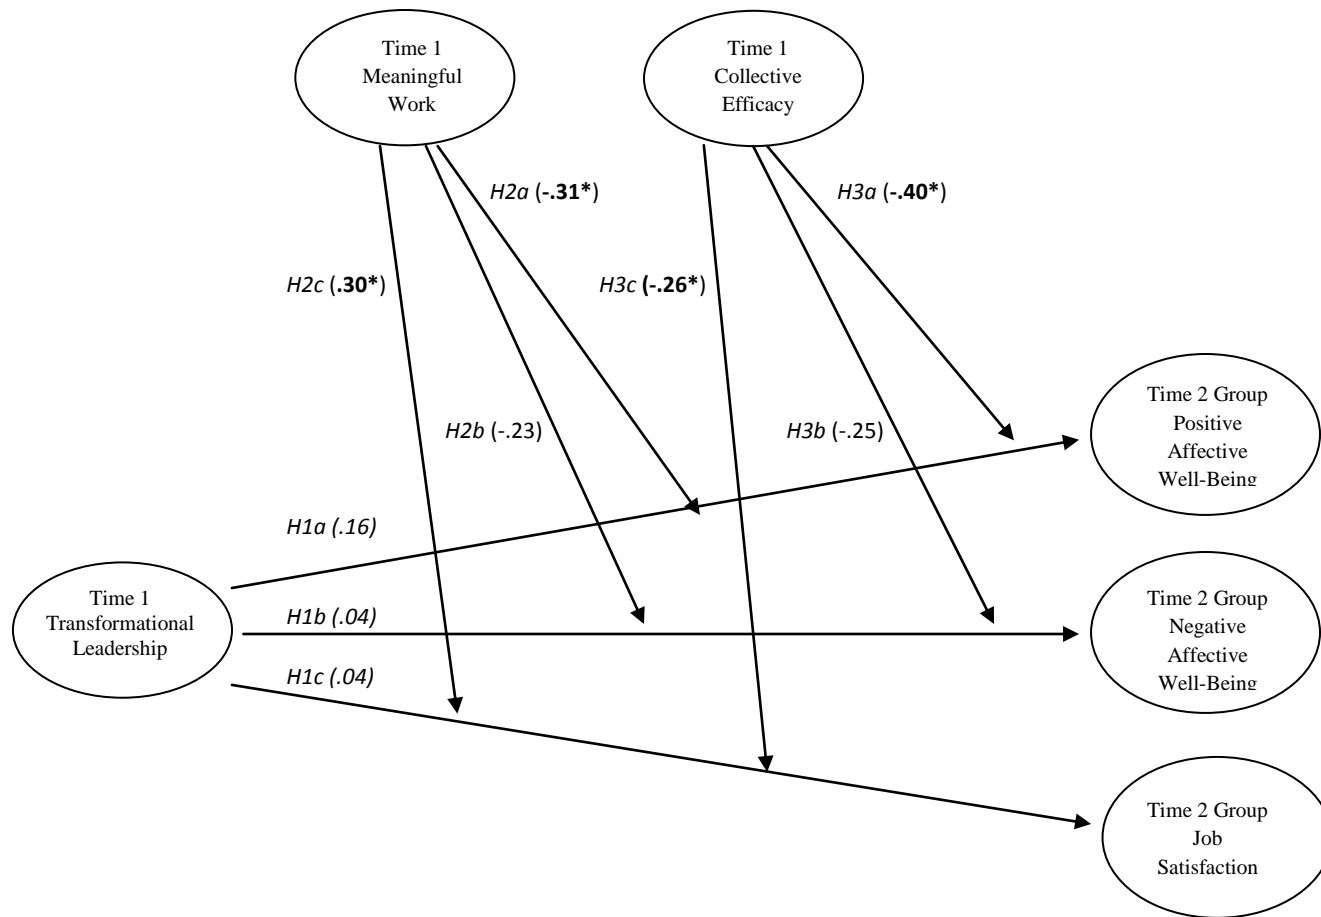 Time 1
Meaningful
Work
Time 1
Collective
Efficacy
H2a (-.31*)
H3a (-.40*)
H2c (.30*)
H3c (-.26*)
H2b (-.23)
H3b (-.25)
Time 2 Group
Positive
Affective
Well-Being
H1a (.16)
Time 1
Transformational
Leadership
H1b (.04)
H1c (.04)
Time 2 Group
Negative
Affective
Well-Being
Time 2 Group
Job
Satisfaction